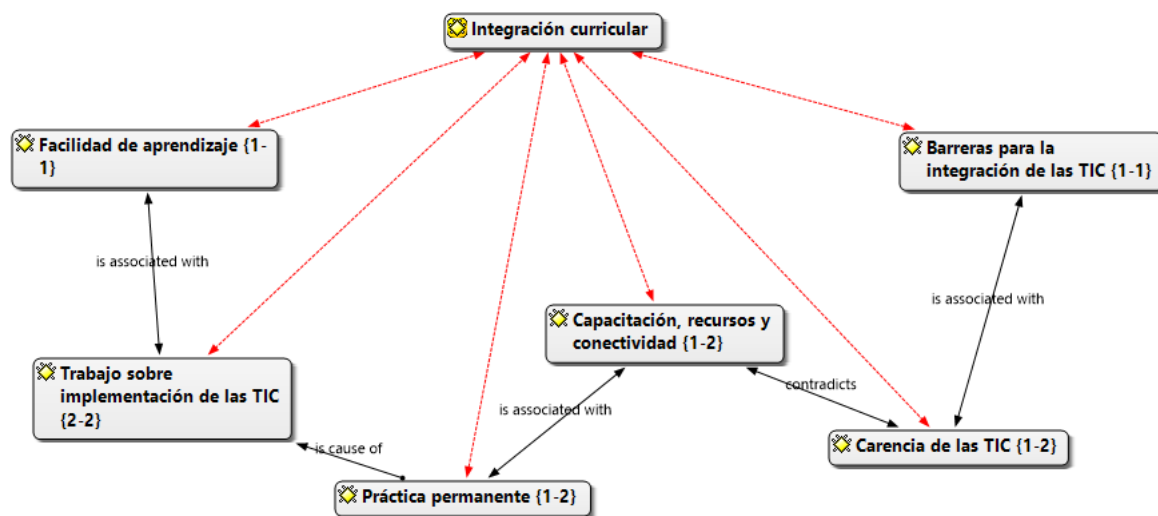 Integración curricular
Facilidad de aprendizaje {1-
1}
Barreras para la
integración de las TIC {1-1}
is associated with
is associated with
Capacitación, recursos y
conectividad {1-2}
Trabajo sobre
implementación de las TIC
{2-2}
contradicts
is associated with
is cause of
Carencia de las TIC {1-2}
Práctica permanente {1-2}